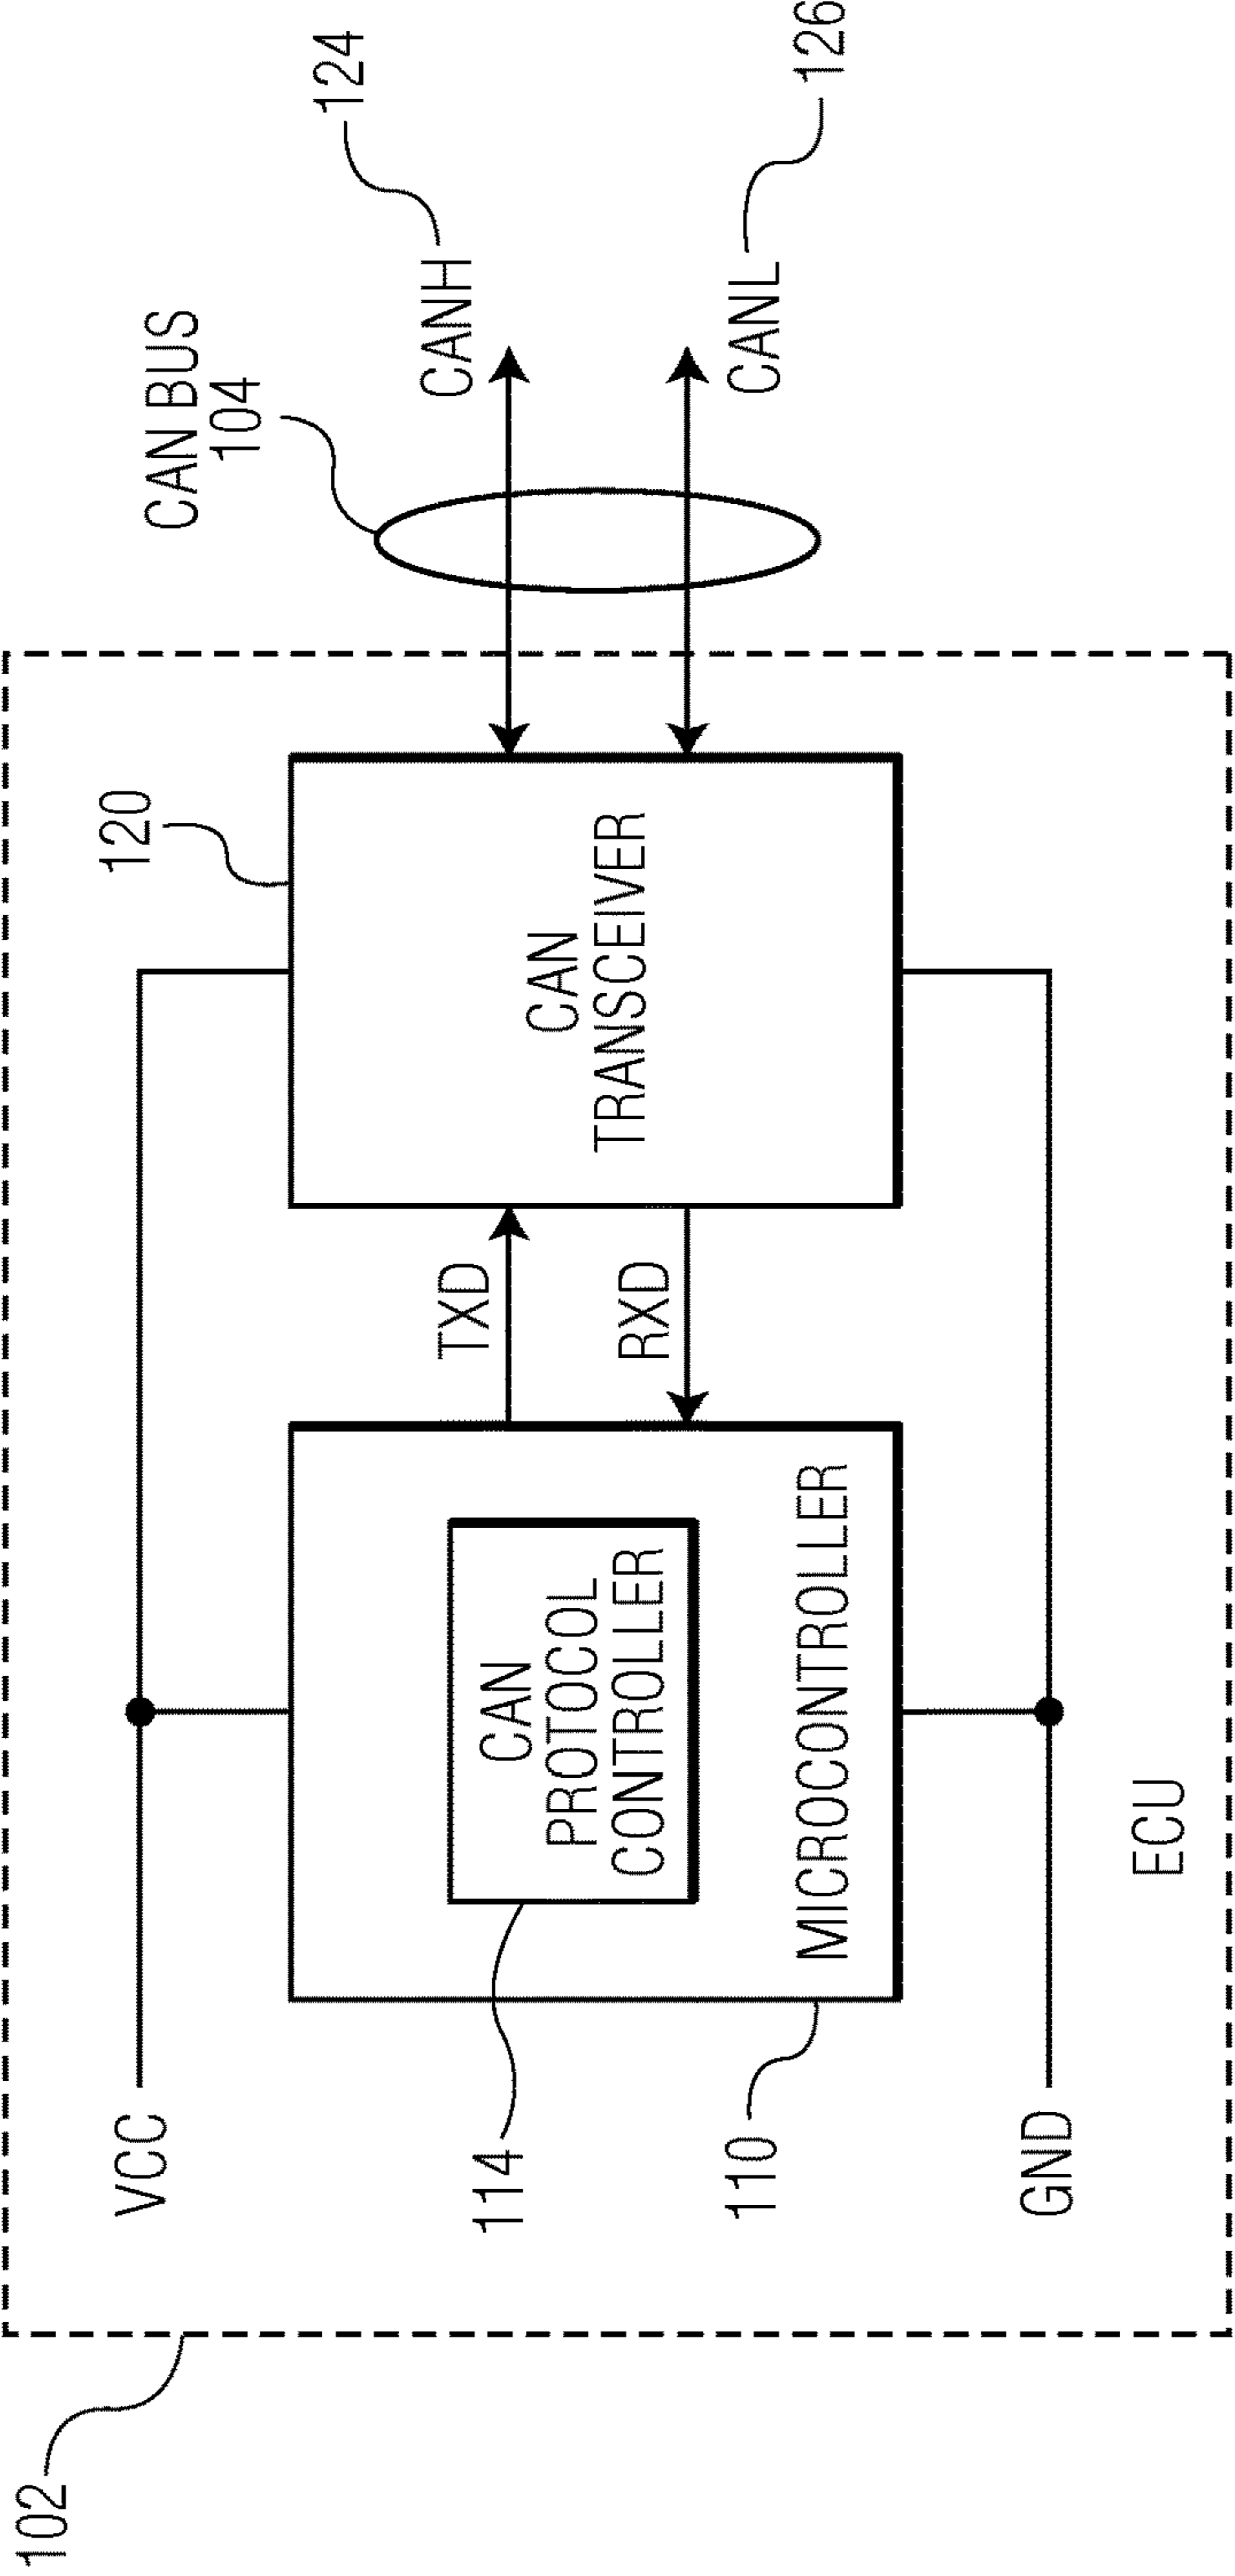 102
VCC
114
110
GND
ECU
CAN
PROTOCOL
CONTROLLER
MICROCONTROLLER
TXD
RXD
120
CAN
TRANSCEIVER
CAN BUS
104
CANH
124
CANL
126